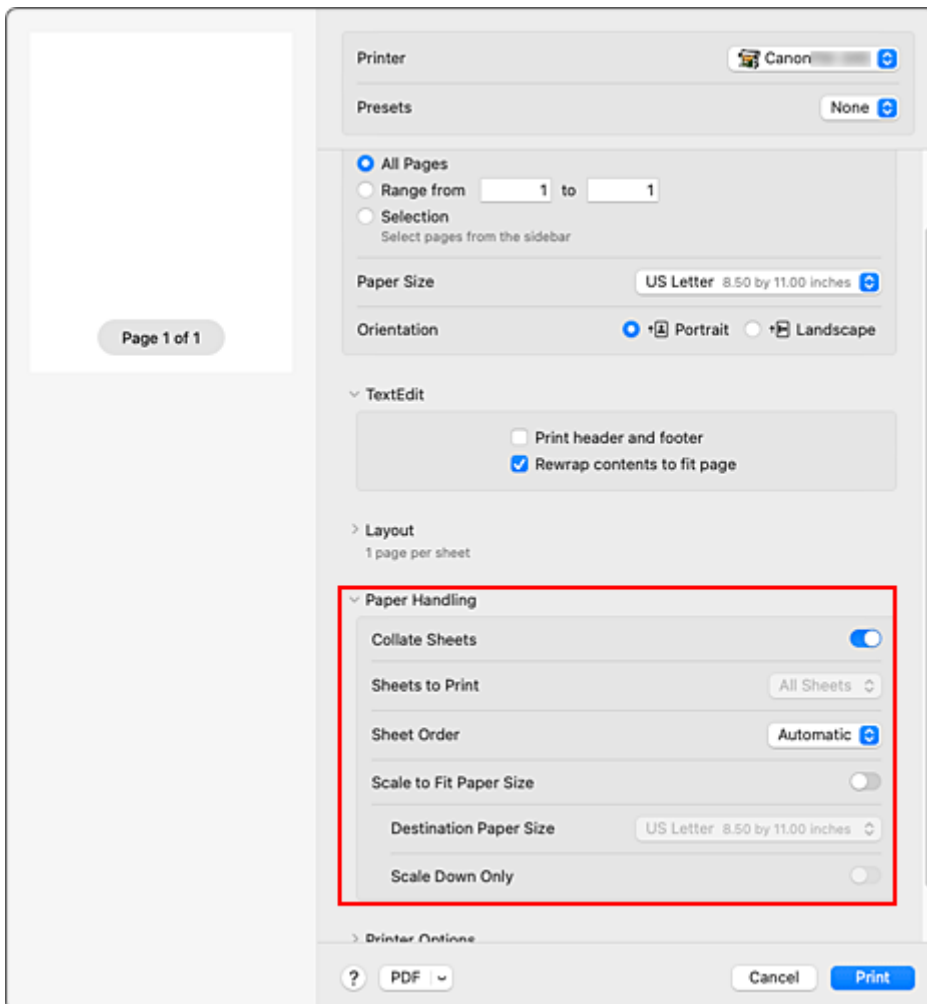 Printer
Canon
Presets
None
All Pages
Range from 1 to 1
Selection
Select pages from the sidebar
Paper Size
US Letter 8.50 by 11.00 inches
Page 1 of 1
Orientation
Portrait
Landscape
TextEdit
Print header and footer
Rewrap contents to fit page
Layout
1 page per sheet
Paper Handling
Collate Sheets
Sheets to Print
All Sheets
Sheet Order
Automatic
Scale to Fit Paper Size
Destination Paper Size
US Letter 8.50 by 11.00 inches
Scale Down Only
Printer Options
?
PDF
Cancel
Print